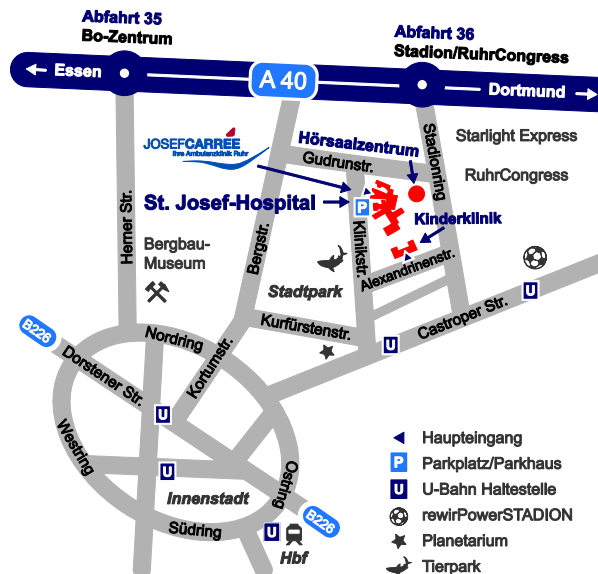 Abfahrt 35
Bo-Zentrum
Abfahrt 36
Stadion/RuhrCongress
Essen
A 40
Dortmund
JOSEFCARRÉE
Ihre Ambulanzklinik Ruhr
Hörsaalzentrum
Gudrunstr.
Stadionring
Starlight Express
RuhrCongress
St. Josef-Hospital
P
Kinderklinik
Herner Str.
Bergstr.
Klinikstr.
Bergbau-
Museum
Stadtpark
Alexandrinenstr.
U
Castroper Str.
Kurfürstenstr.
U
B226
Nordring
Dorstener Str.
Kortumstr.
U
Westring
U
Innenstadt
Ostring
B226
Südring
U
Hbf
Haupteingang
P Parkplatz/Parkhaus
U U-Bahn Haltestelle
rewirPowerSTADION
Planetarium
Tierpark